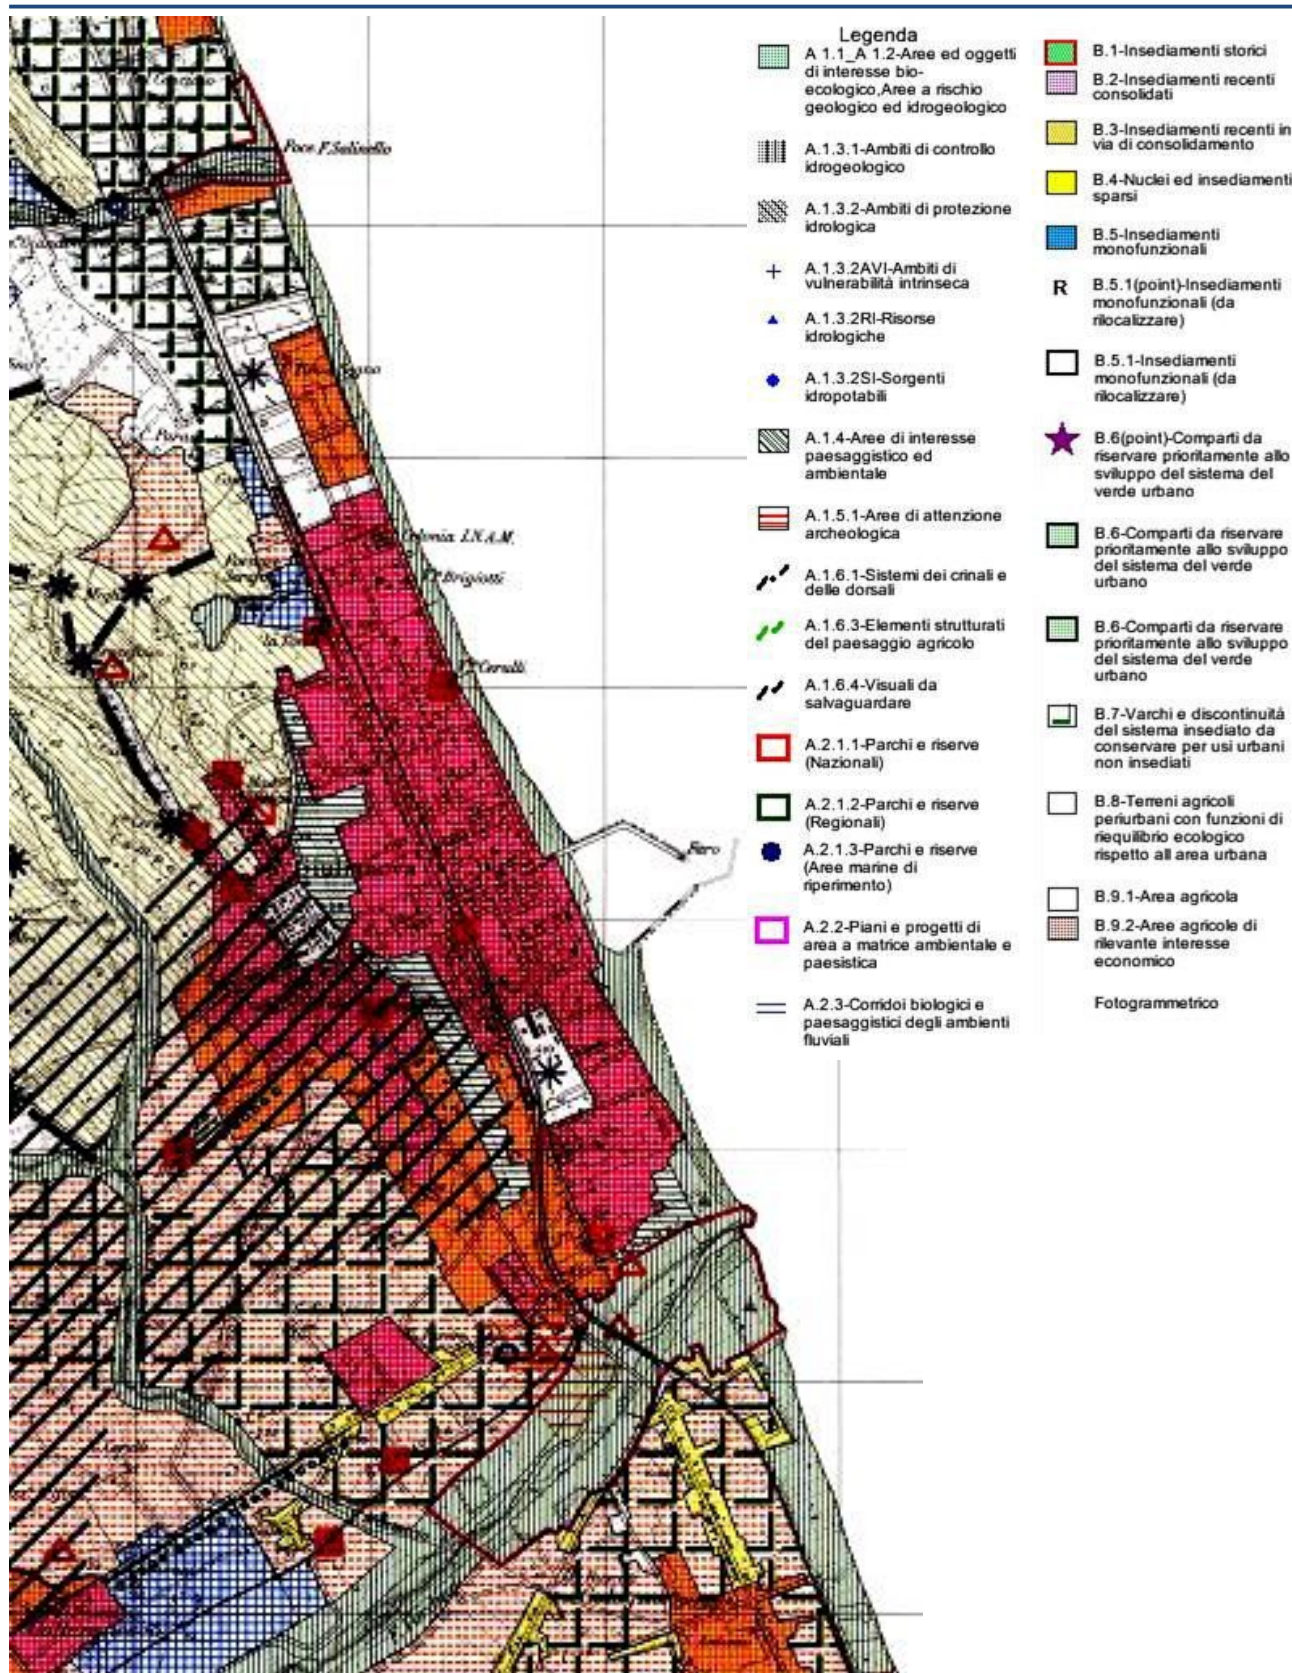 Legenda
A 1.1_A 1.2-Aree ed oggetti
di interesse bio-
ecologico,Aree a rischio
geologico ed idrogeologico
A.1.3.1-Ambiti di controllo
idrogeologico
A.1.3.2-Ambiti di protezione
idrologica
A.1.3.2AVI-Ambiti di
vulnerabilità intrinseca
A.1.3.2RI-Risorse
idrologiche
A.1.3.2SI-Sorgenti
idropotabili
A.1.4-Aree di interesse
paesaggistico ed
ambientale
A.1.5.1-Aree di attenzione
archeologica
A.1.6.1-Sistemi dei crinali e
delle dorsali
A.1.6.3-Elementi strutturati
del paesaggio agricolo
A.1.6.4-Visuali da
salvaguardare
A.2.1.1-Parchi e riserve
(Nazionali)
A.2.1.2-Parchi e riserve
(Regionali)
A.2.1.3-Parchi e riserve
(Aree marine di
riperimento)
A.2.2-Piani e progetti di
area a matrice ambientale e
paesistica
A.2.3-Corridoi biologici e
paesaggistici degli ambienti
fluviali
B.1-Insediamenti storici
B.2-Insediamenti recenti
consolidati
B.3-Insediamenti recenti in
via di consolidamento
B.4-Nuclei ed insediamenti
sparsi
B.5-Insediamenti
monofunzionali
R B.5.1(point)-Insediamenti
monofunzionali (da
rilocalizzare)
B.5.1-Insediamenti
monofunzionali (da
rilocalizzare)
B.6(point)-Comparti da
riservare prioritamente allo
sviluppo del sistema del
verde urbano
B.6-Comparti da riservare
prioritamente allo sviluppo
del sistema del verde
urbano
B.6-Comparti da riservare
prioritamente allo sviluppo
del sistema del verde
urbano
B.7-Varchi e discontinuità
del sistema insediato da
conservare per usi urbani
non insediati
B.8-Terreni agricoli
periurbani con funzioni di
riequilibrio ecologico
rispetto all area urbana
B.9.1-Area agricola
B.9.2-Aree agricole di
rilevante interesse
economico
Fotogrammetrico
Foce F. Salinello
Colonia I.N.A.M.
V.a Brigiotti
V.a Cerulli
Faro